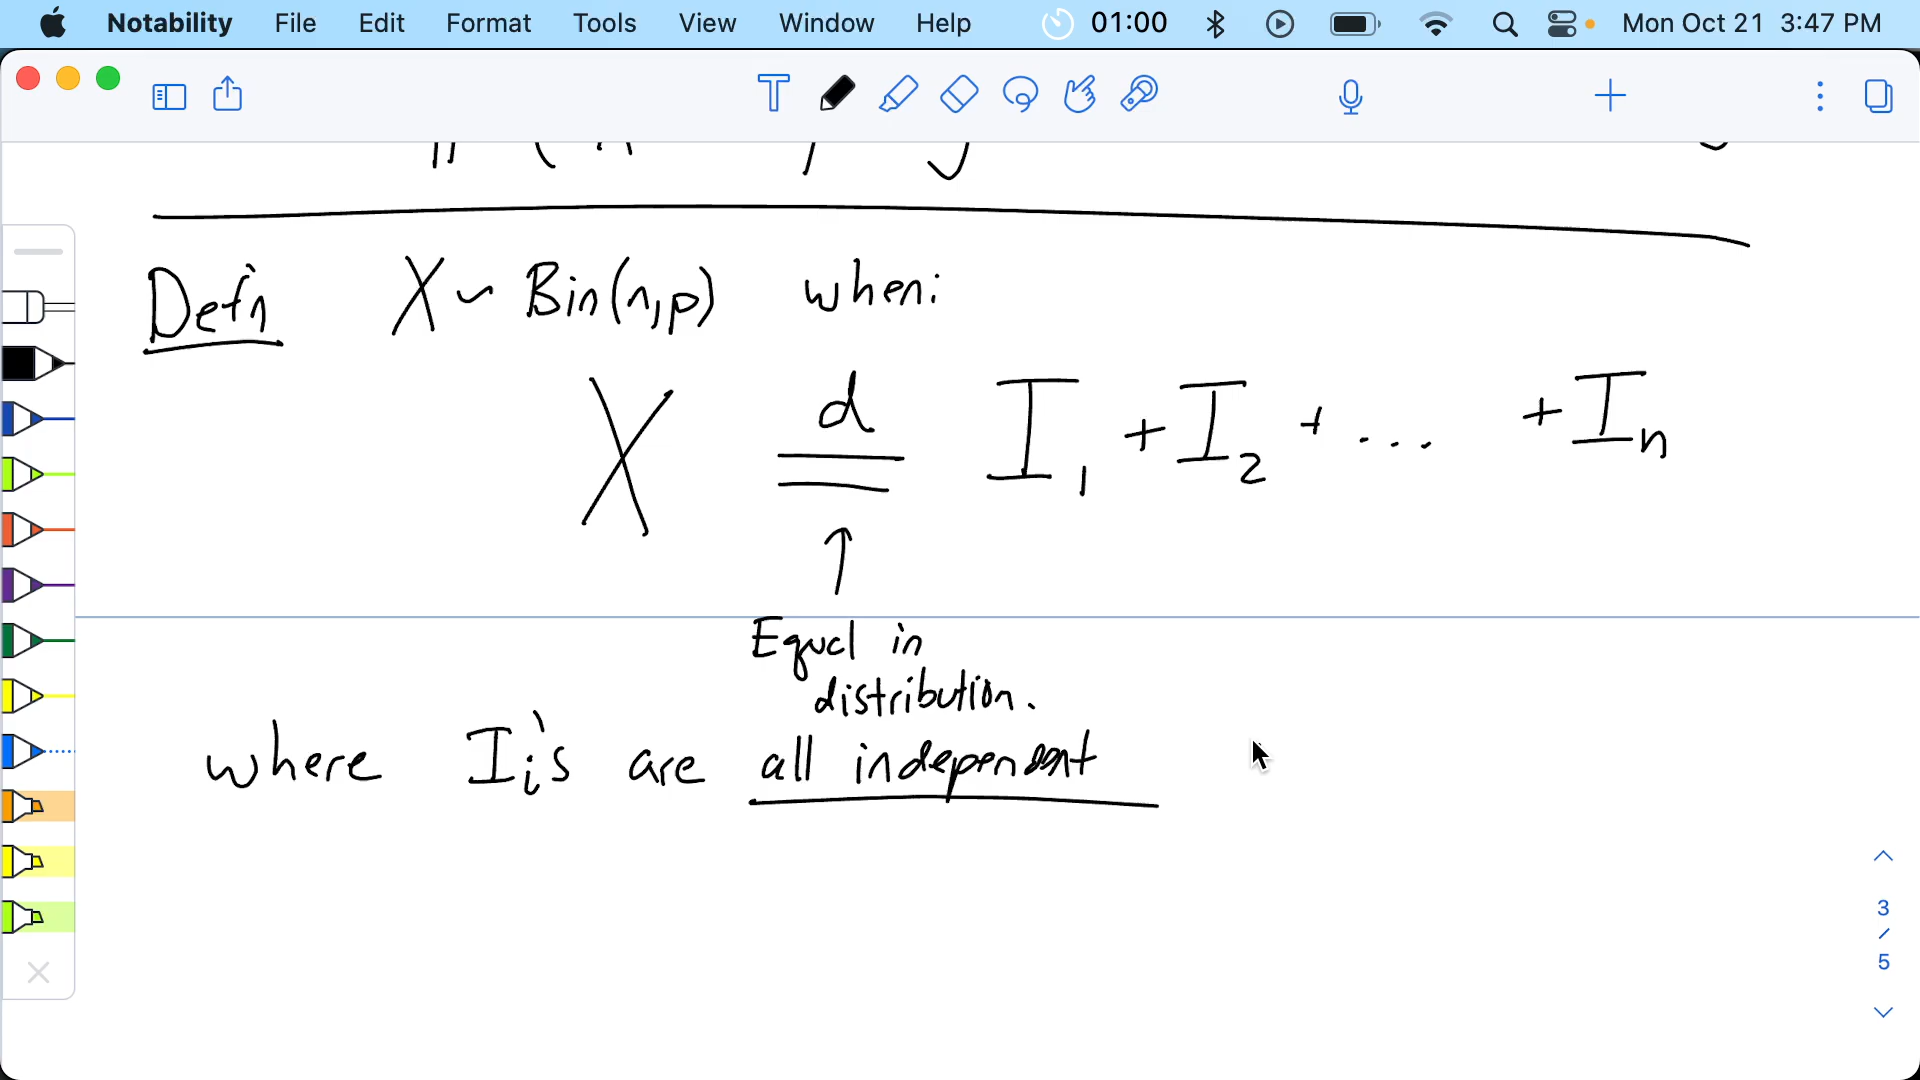 Notability File Edit Format Tools View Window Help 01:00 Mon Oct 21 3:47 PM
Defn X ~ Bin(n,p) when:
X d= I₁ + I₂ + ... + Iₙ
↑
Equal in
distribution.
where Iᵢ's are all independent
3
/
5